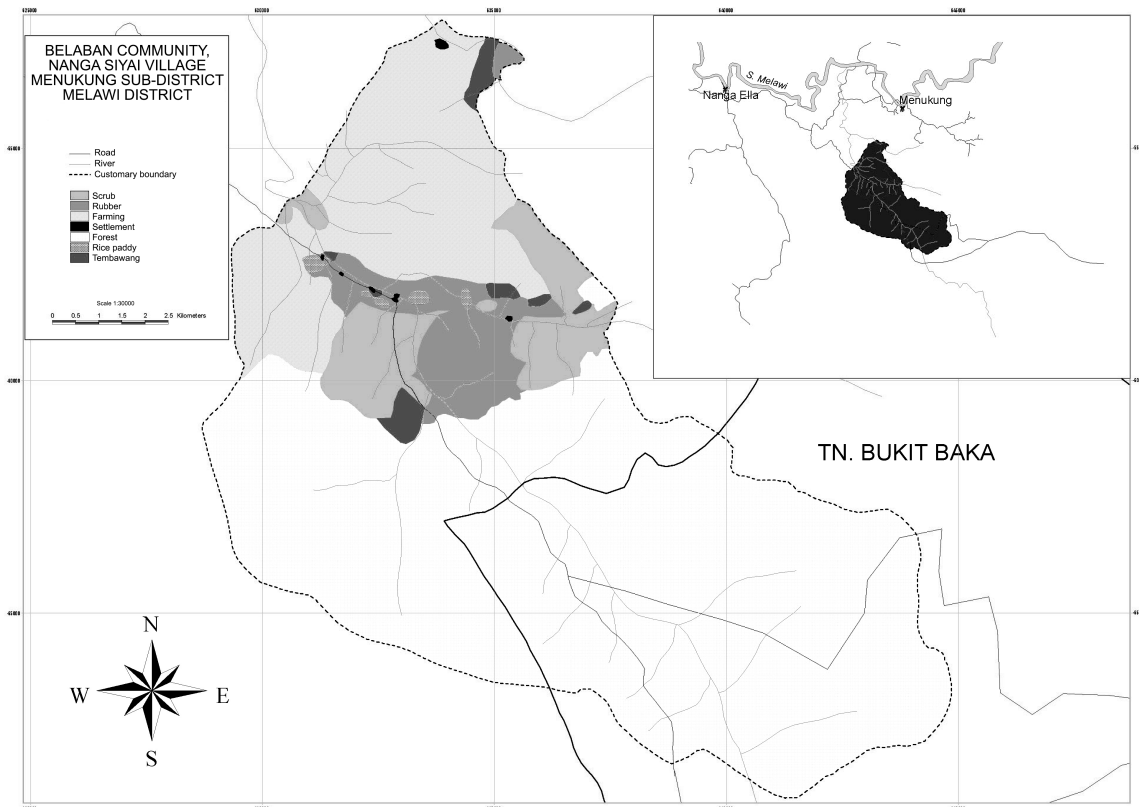 BELABAN COMMUNITY,
NANGA SIYAI VILLAGE
MENUKUNG SUB-DISTRICT
MELAWI DISTRICT
Road
River
Customary boundary
Scrub
Rubber
Farming
Settlement
Forest
Rice paddy
Tembawang
Scale 1:30000
0 0.5 1 1.5 2 2.5 Kilometers
S. Melawi
Nanga Ella
Menukung
TN. BUKIT BAKA
N
W E
S